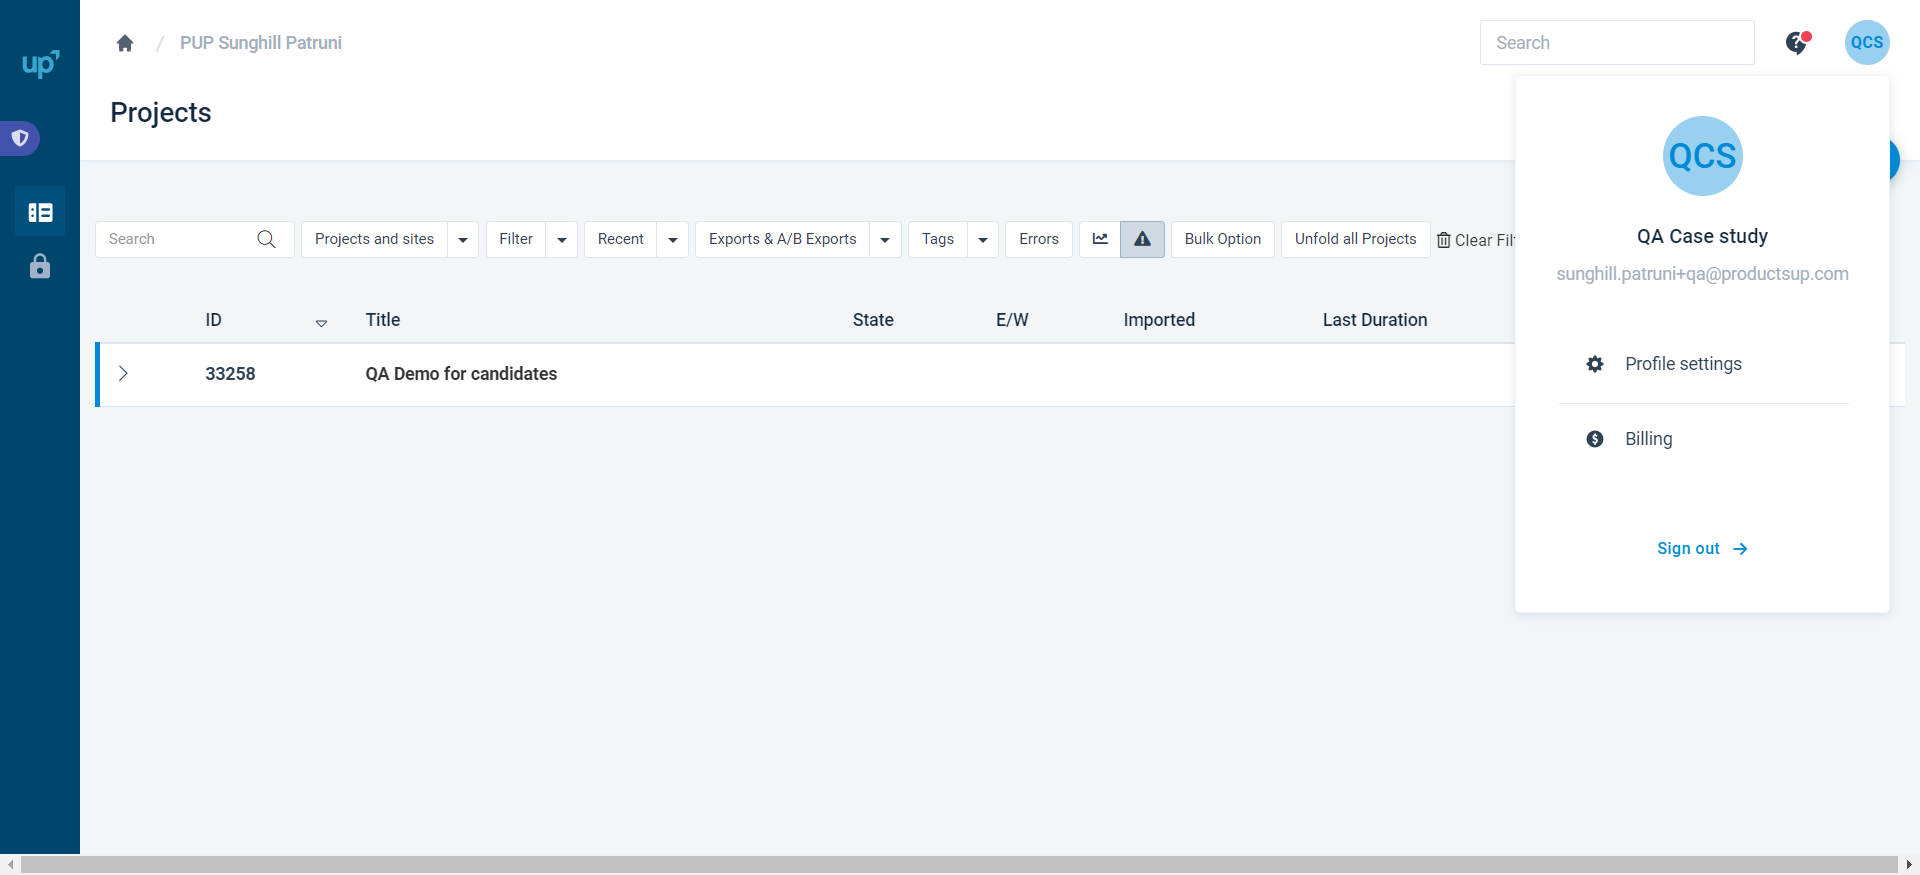 up
PUP Sunghill Patruni
Search
QCS
Projects
QCS
QA Case study
sunghill.patruni+qa@productsup.com
Profile settings
Billing
Sign out
Search
Projects and sites
Filter
Recent
Exports & A/B Exports
Tags
Errors
Bulk Option
Unfold all Projects
Clear Fil
ID Title State E/W Imported Last Duration
33258 QA Demo for candidates